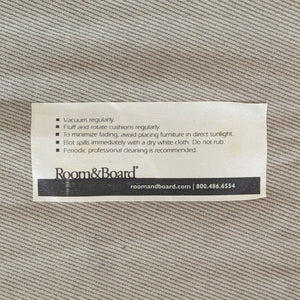 ▪ Vacuum regularly.
▪ Fluff and rotate cushions regularly.
▪ To minimize fading, avoid placing furniture in direct sunlight.
▪ Blot spills immediately with a dry white cloth. Do not rub.
▪ Periodic professional cleaning is recommended.
Room&Board®
roomandboard.com | 800.486.6554